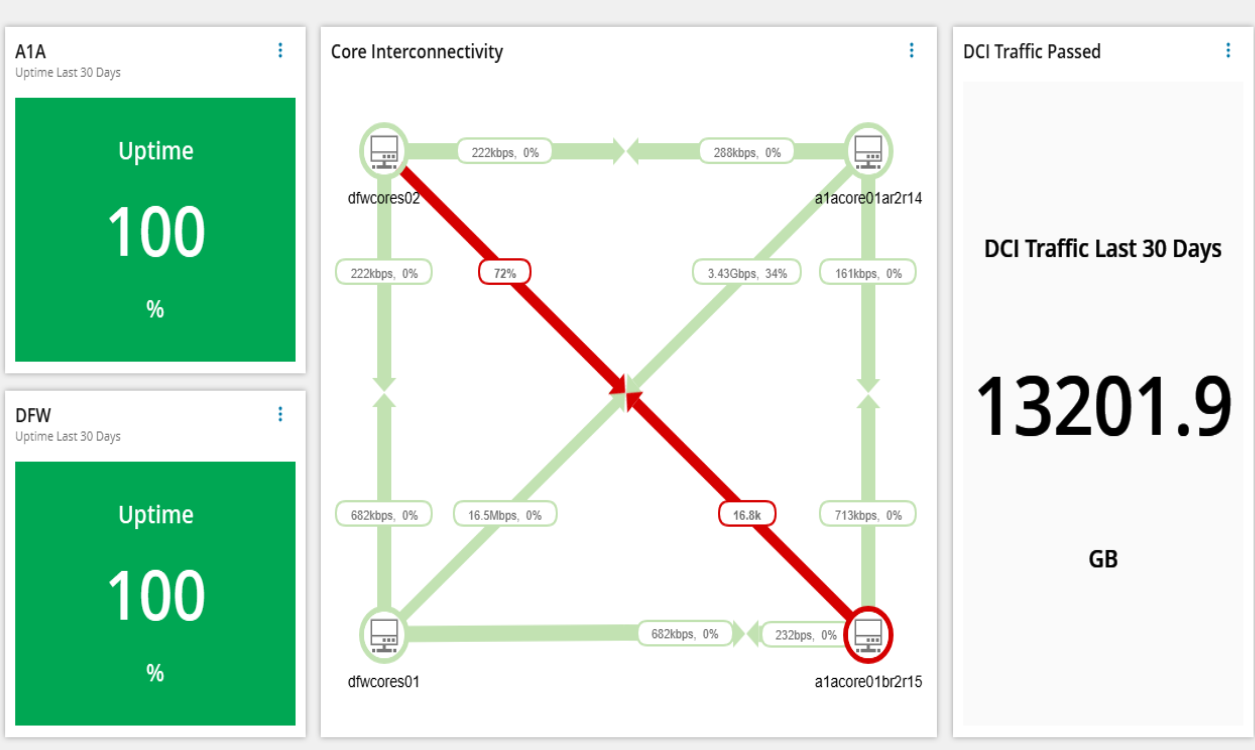 A1A
Uptime Last 30 Days
Uptime
100
%
DFW
Uptime Last 30 Days
Uptime
100
%
Core Interconnectivity
222kbps, 0%
288kbps, 0%
dfwcores02
a1acore01ar2r14
222kbps, 0%
72%
3.43Gbps, 34%
161kbps, 0%
682kbps, 0%
16.5Mbps, 0%
16.8k
713kbps, 0%
682kbps, 0%
232bps, 0%
dfwcores01
a1acore01br2r15
DCI Traffic Passed
DCI Traffic Last 30 Days
13201.9
GB